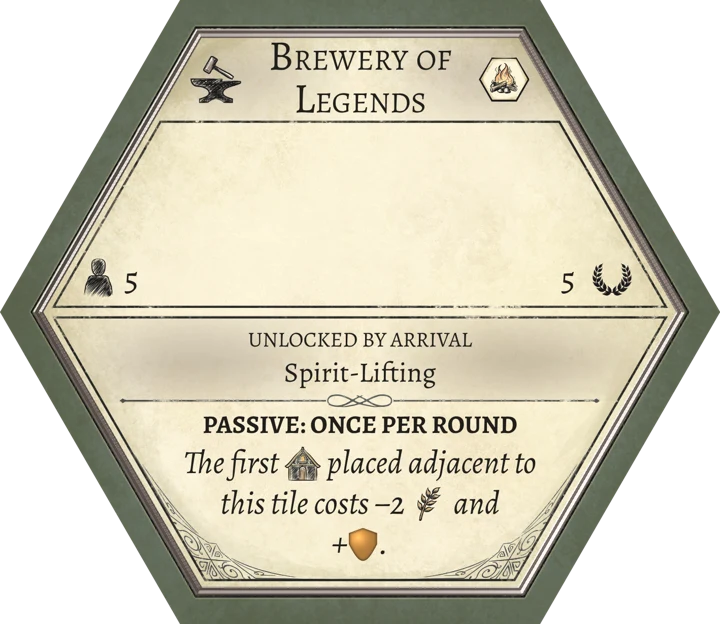 Brewery of
Legends
5
5
UNLOCKED BY ARRIVAL
Spirit-Lifting
PASSIVE: ONCE PER ROUND
The first placed adjacent to
this tile costs –2 and
+ .